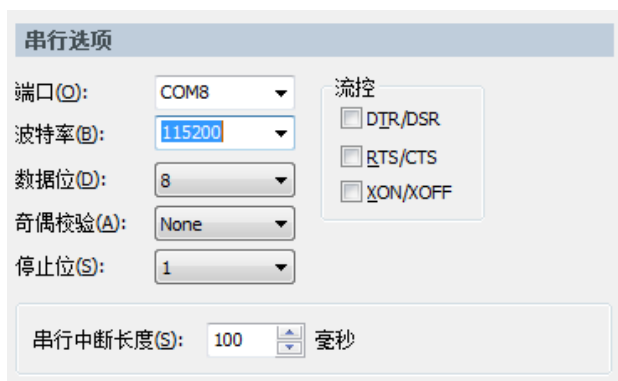 串行选项
端口(O): COM8
波特率(B): 115200
数据位(D): 8
奇偶校验(A): None
停止位(S): 1
流控
DTR/DSR
RTS/CTS
XON/XOFF
串行中断长度(S): 100 毫秒